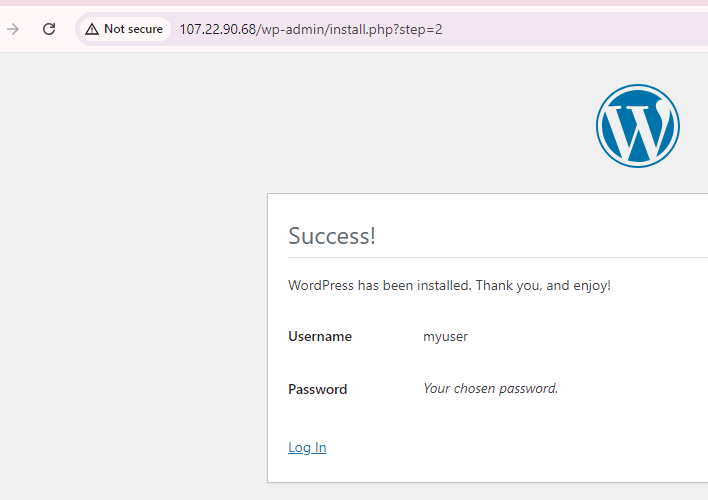 Not secure 107.22.90.68/wp-admin/install.php?step=2
W
Success!
WordPress has been installed. Thank you, and enjoy!
Username myuser
Password Your chosen password.
Log In